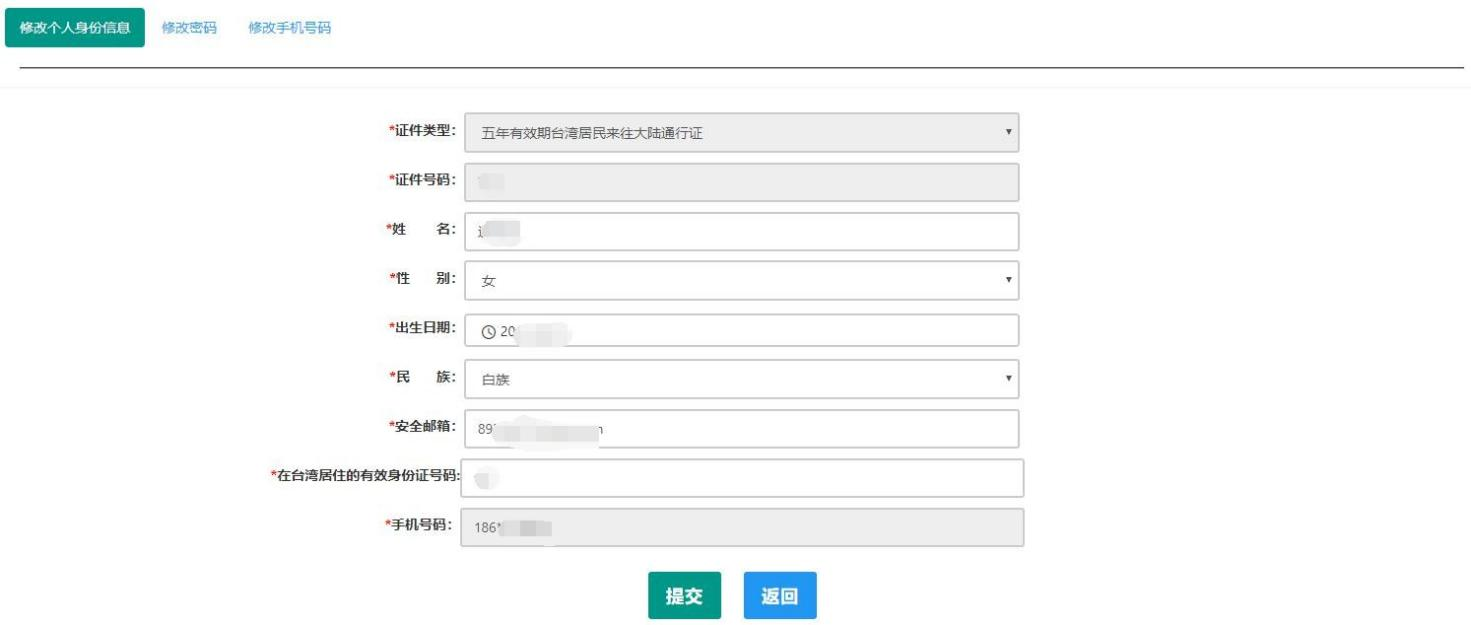 修改个人身份信息 修改密码 修改手机号码
*证件类型： 五年有效期台湾居民来往大陆通行证
*证件号码：
*姓 名：
*性 别： 女
*出生日期： 20
*民 族： 白族
*安全邮箱： 89
*在台湾居住的有效身份证号码:
*手机号码： 186*
提交 返回